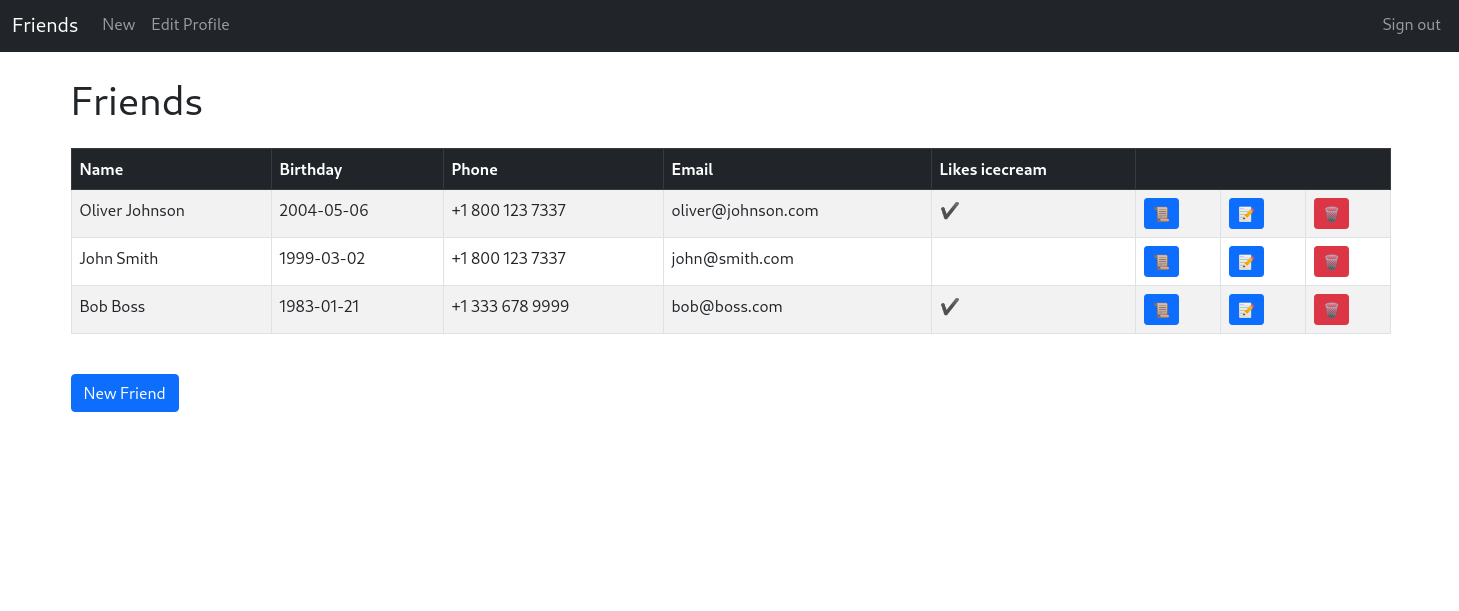 Friends New Edit Profile Sign out
Friends
Name Birthday Phone Email Likes icecream
Oliver Johnson 2004-05-06 +1 800 123 7337 oliver@johnson.com ✔
John Smith 1999-03-02 +1 800 123 7337 john@smith.com
Bob Boss 1983-01-21 +1 333 678 9999 bob@boss.com ✔
New Friend